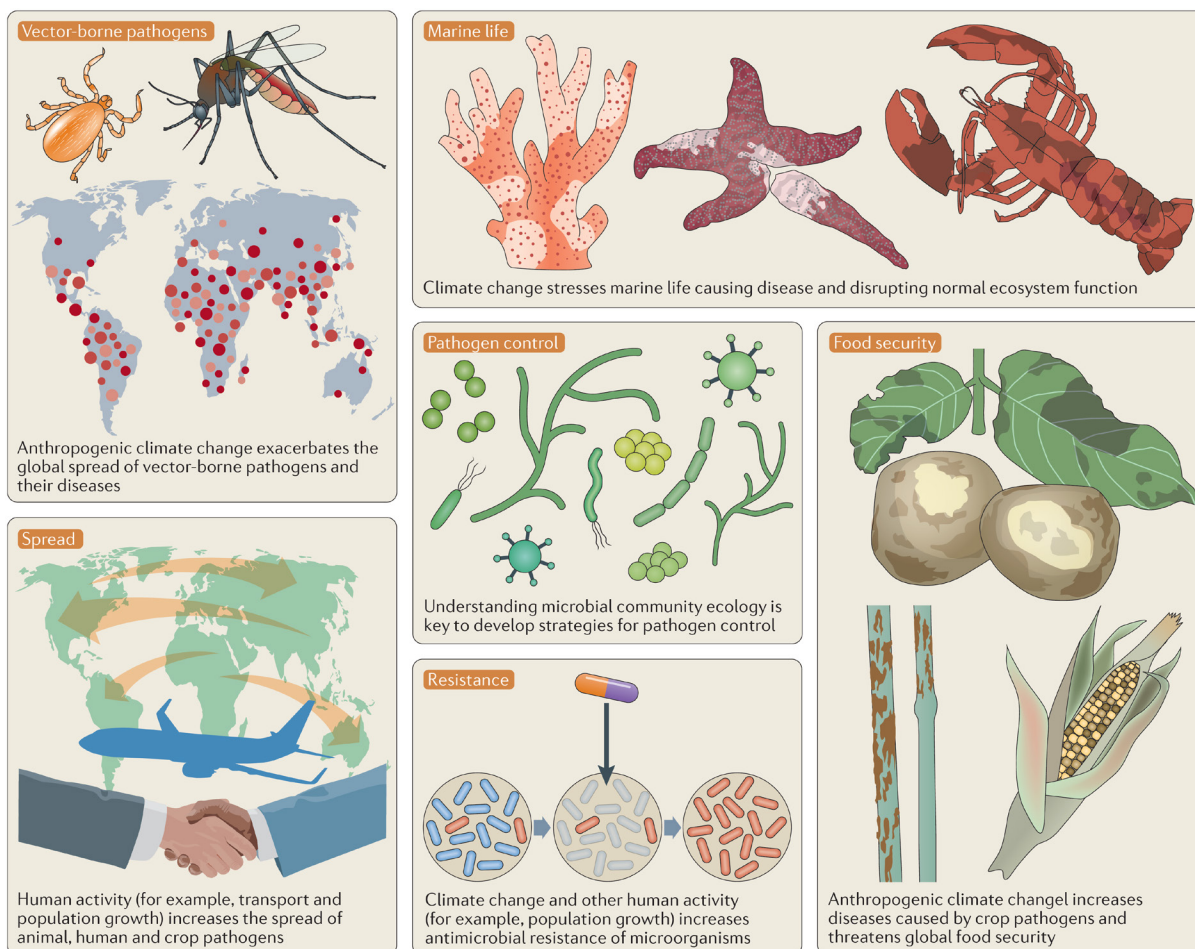 Vector-borne pathogens
Anthropogenic climate change exacerbates the
global spread of vector-borne pathogens and
their diseases
Marine life
Climate change stresses marine life causing disease and disrupting normal ecosystem function
Pathogen control
Understanding microbial community ecology is
key to develop strategies for pathogen control
Food security
Anthropogenic climate changel increases
diseases caused by crop pathogens and
threatens global food security
Spread
Human activity (for example, transport and
population growth) increases the spread of
animal, human and crop pathogens
Resistance
Climate change and other human activity
(for example, population growth) increases
antimicrobial resistance of microorganisms